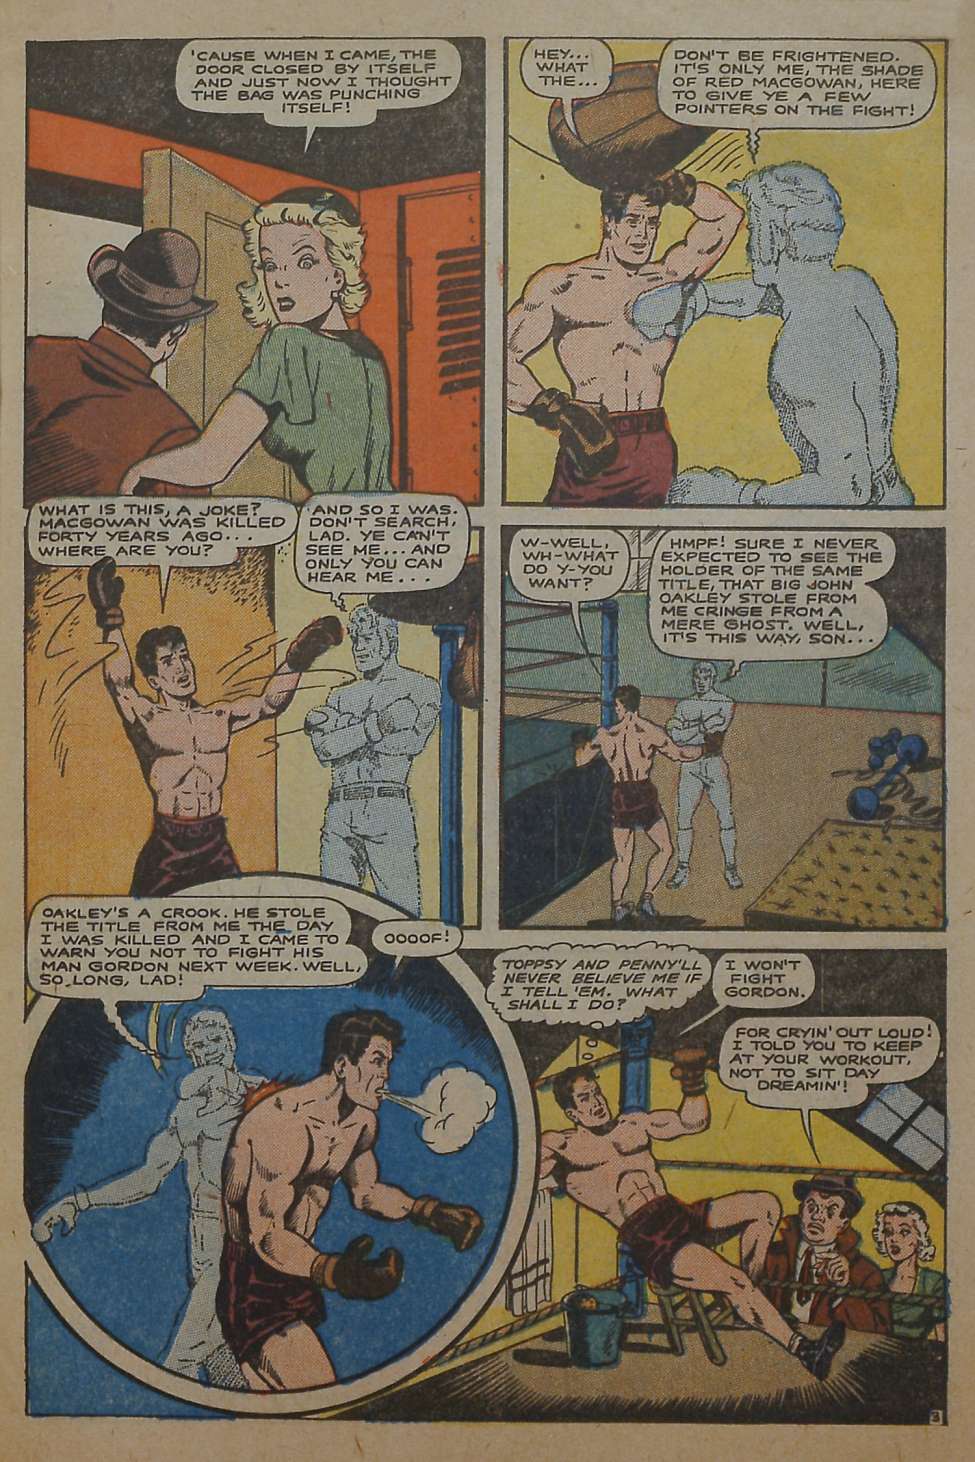 'CAUSE WHEN I CAME, THE
DOOR CLOSED BY ITSELF
AND JUST NOW I THOUGHT
THE BAG WAS PUNCHING
ITSELF!
HEY...
WHAT
THE...
DON'T BE FRIGHTENED.
IT'S ONLY ME, THE SHADE
OF RED MACGOWAN, HERE
TO GIVE YE A FEW
POINTERS ON THE FIGHT!
WHAT IS THIS, A JOKE?
MACGOWAN WAS KILLED
FORTY YEARS AGO...
WHERE ARE YOU?
AND SO I WAS.
DON'T SEARCH,
LAD. YE CAN'T
SEE ME... AND
ONLY YOU CAN
HEAR ME...
W-WELL,
WH-WHAT
DO Y-YOU
WANT?
HMPF! SURE I NEVER
EXPECTED TO SEE THE
HOLDER OF THE SAME
TITLE, THAT BIG JOHN
OAKLEY STOLE FROM
ME CRINGE FROM A
MERE GHOST. WELL,
IT'S THIS WAY, SON...
OAKLEY'S A CROOK. HE STOLE
THE TITLE FROM ME THE DAY
I WAS KILLED AND I CAME TO
WARN YOU NOT TO FIGHT HIS
MAN GORDON NEXT WEEK. WELL,
SO LONG, LAD!
OOOOF!
TOPPSY AND PENNY'LL
NEVER BELIEVE ME IF
I TELL 'EM. WHAT
SHALL I DO?
I WON'T
FIGHT
GORDON.
FOR CRYIN' OUT LOUD!
I TOLD YOU TO KEEP
AT YOUR WORKOUT,
NOT TO SIT DAY
DREAMIN'!
3